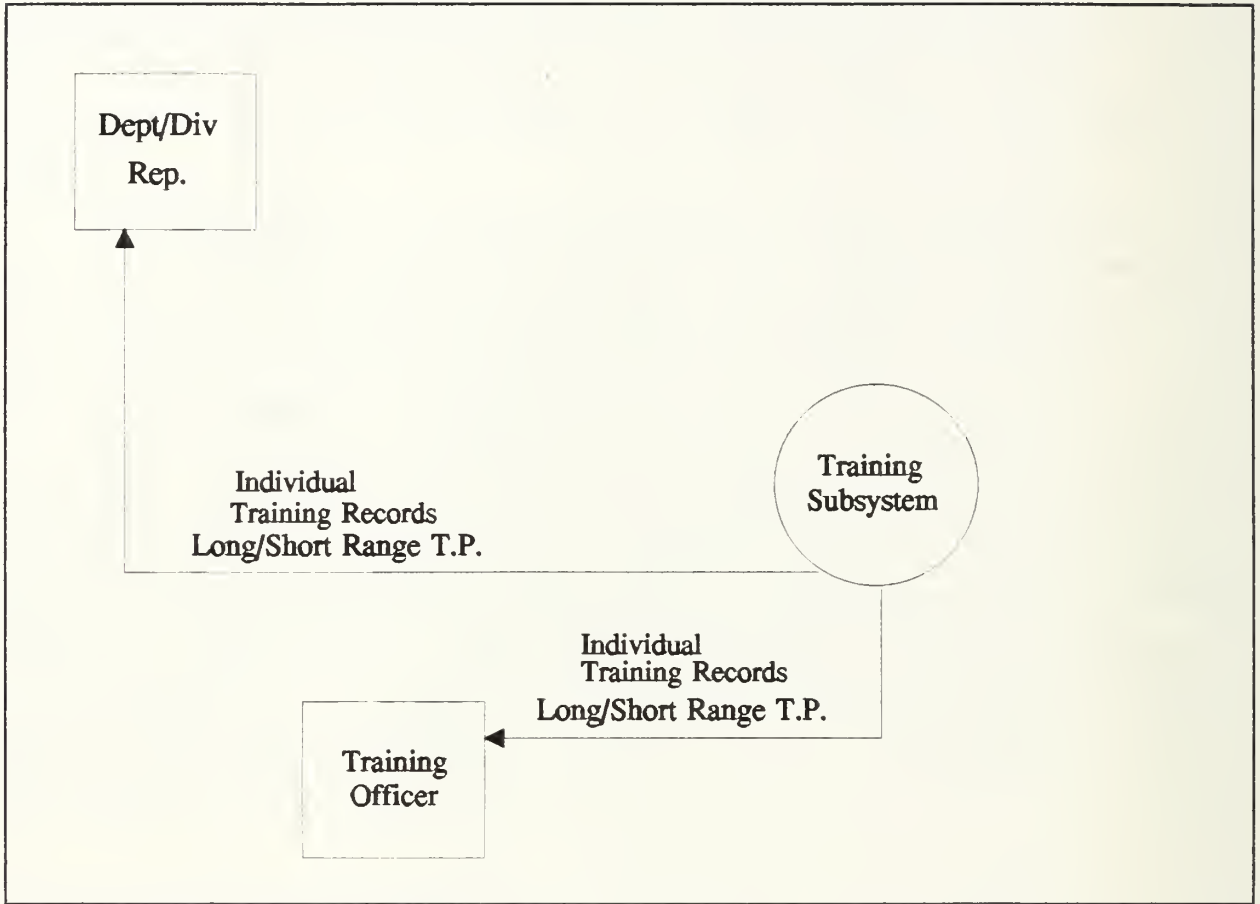 Dept/Div
Rep.
Training
Subsystem
Individual
Training Records
Long/Short Range T.P.
Individual
Training Records
Long/Short Range T.P.
Training
Officer